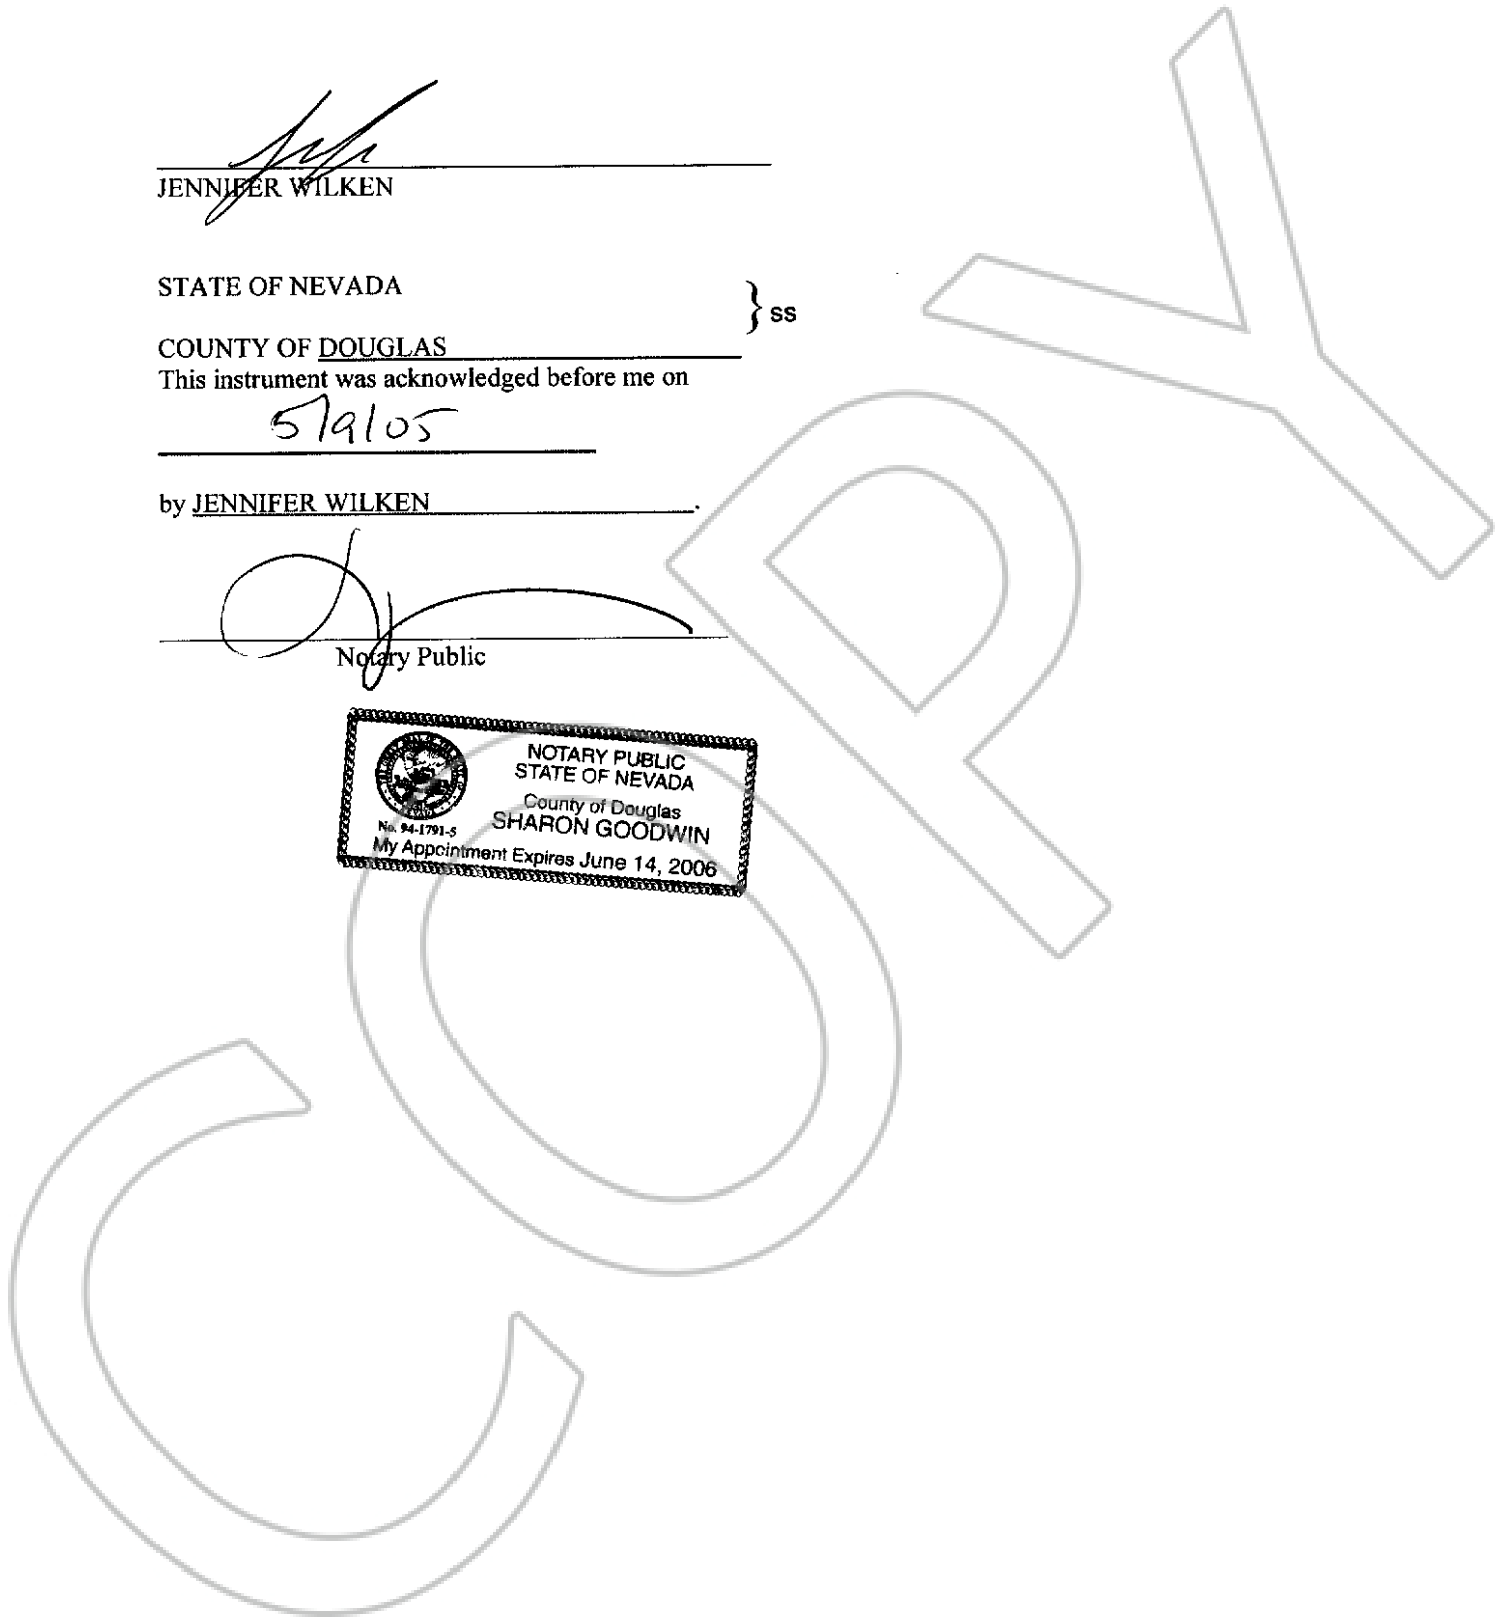 JENNIFER WILKEN
STATE OF NEVADA
} ss
COUNTY OF DOUGLAS
This instrument was acknowledged before me on
5/9/05
by JENNIFER WILKEN.
Notary Public
NOTARY PUBLIC
STATE OF NEVADA
County of Douglas
SHARON GOODWIN
No. 94-1791-5
My Appointment Expires June 14, 2006
COPY